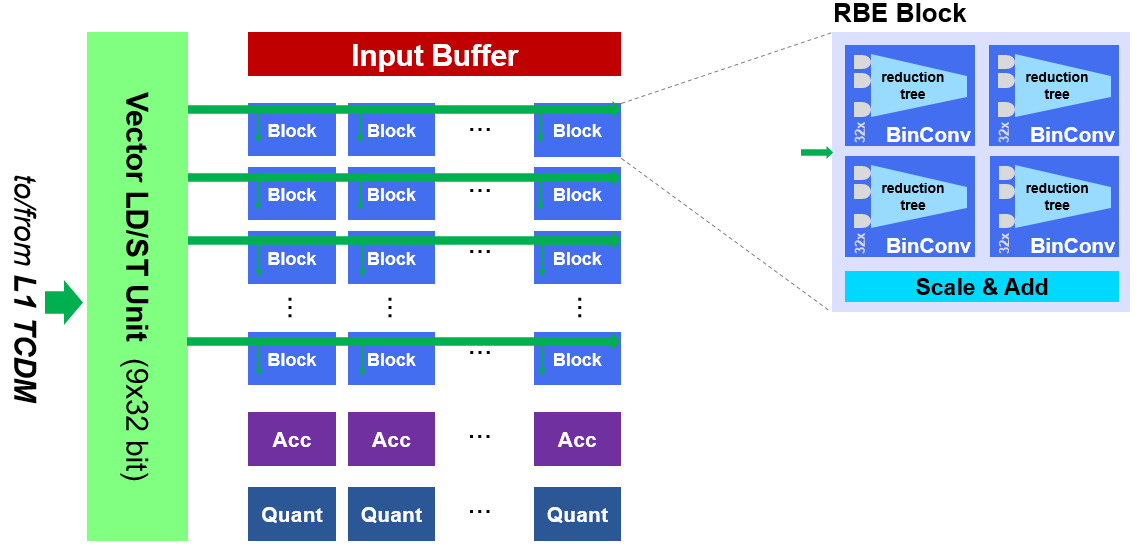 RBE Block
Input Buffer
to/from L1 TCDM
Vector LD/ST Unit (9x32 bit)
Block Block ... Block
Block Block ... Block
Block Block ... Block
⋮ ⋮ ⋮
Block Block ... Block
Acc Acc ... Acc
Quant Quant ... Quant
reduction
tree
32x
BinConv
reduction
tree
32x
BinConv
reduction
tree
32x
BinConv
reduction
tree
32x
BinConv
Scale & Add